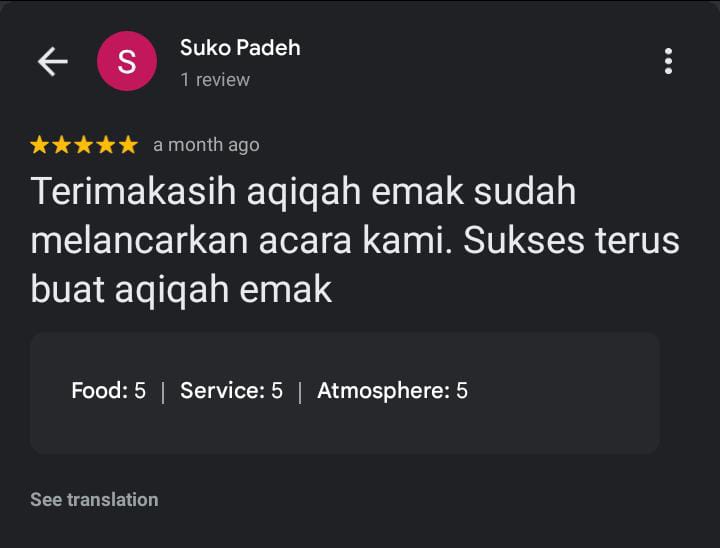 S
Suko Padeh
1 review
a month ago
Terimakasih aqiqah emak sudah
melancarkan acara kami. Sukses terus
buat aqiqah emak
Food: 5 | Service: 5 | Atmosphere: 5
See translation